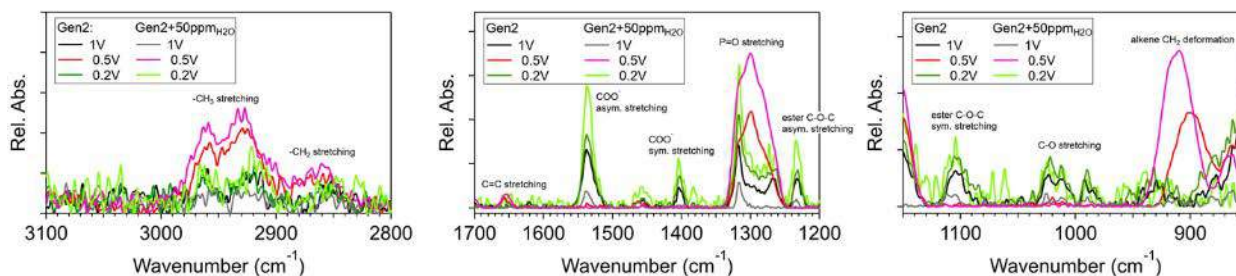 Gen2: Gen2+50ppmH2O
1V 1V
0.5V 0.5V
0.2V 0.2V
-CH3 stretching
-CH2 stretching
Rel. Abs.
3100 3000 2900 2800
Wavenumber (cm-1)
Gen2 Gen2+50ppmH2O
1V 1V
0.5V 0.5V
0.2V 0.2V
P=O stretching
COO-
asym. stretching
COO-
sym. stretching
ester C-O-C
asym. stretching
C=C stretching
Rel. Abs.
1700 1600 1500 1400 1300 1200
Wavenumber (cm-1)
Gen2 Gen2+50ppmH2O
1V 1V
0.5V 0.5V
0.2V 0.2V
alkene CH2 deformation
ester C-O-C
sym. stretching
C-O stretching
Rel. Abs.
1100 1000 900
Wavenumber (cm-1)